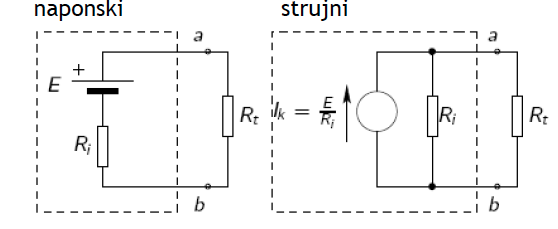 naponski
strujni
a
a
+
E
R_t
I_k = E/R_i
R_i
R_t
R_i
b
b